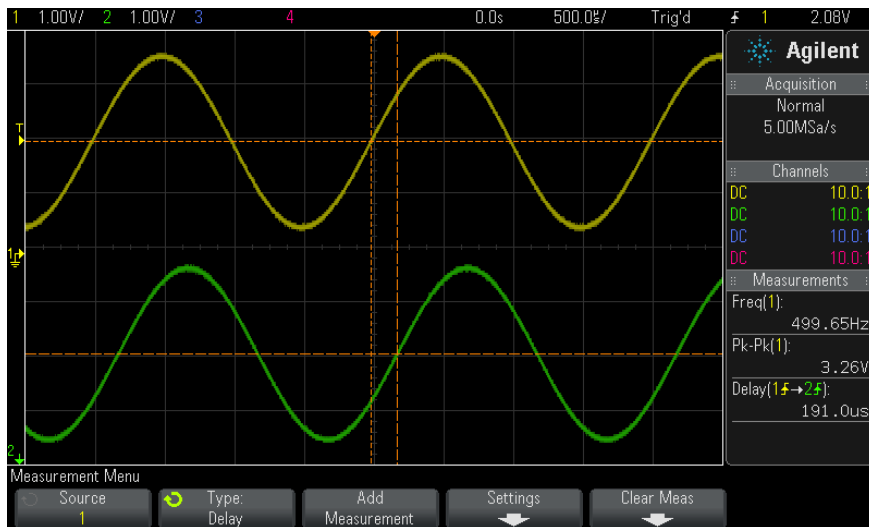 1 1.00V/ 2 1.00V/ 3 4 0.0s 500.0us/ Trig'd 1 2.08V
Agilent
Acquisition
Normal
5.00MSa/s
Channels
DC 10.0:1
DC 10.0:1
DC 10.0:1
DC 10.0:1
Measurements
Freq(1):
499.65Hz
Pk-Pk(1):
3.26V
Delay(1→2):
191.0us
T
1
2
Measurement Menu
Source
1
Type:
Delay
Add
Measurement
Settings
Clear Meas